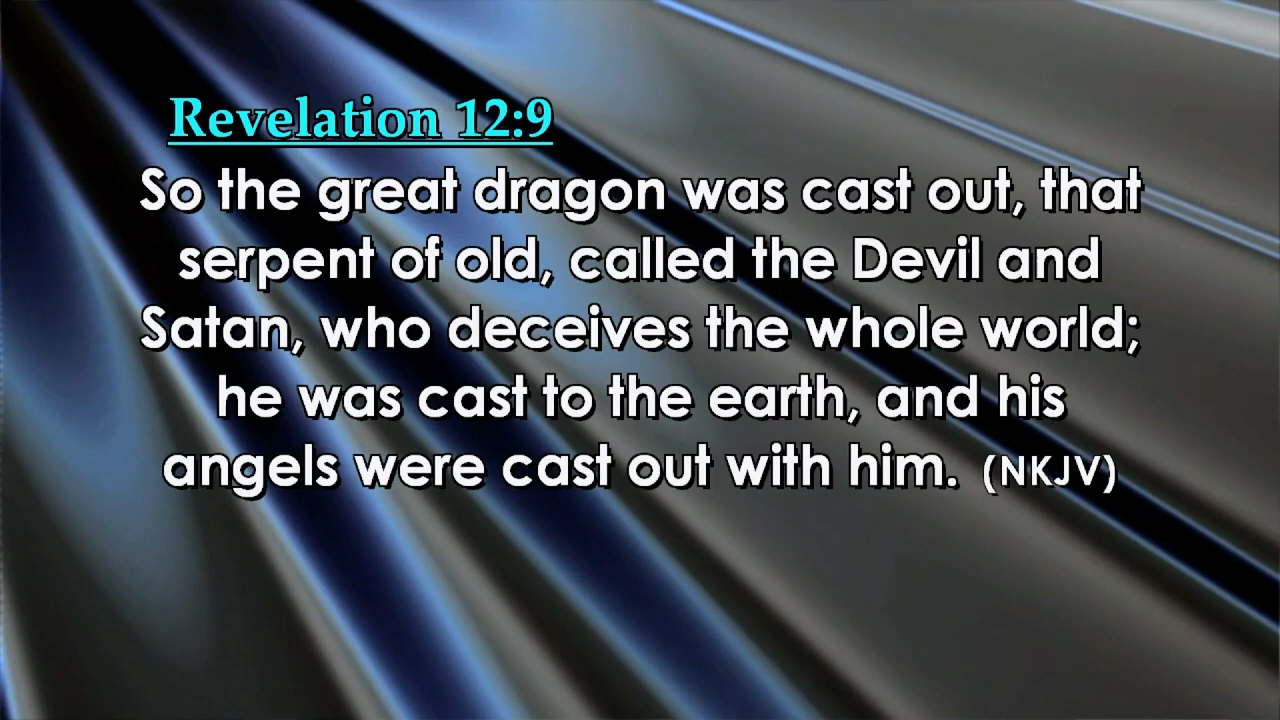 Revelation 12:9
So the great dragon was cast out, that
serpent of old, called the Devil and
Satan, who deceives the whole world;
he was cast to the earth, and his
angels were cast out with him. (NKJV)